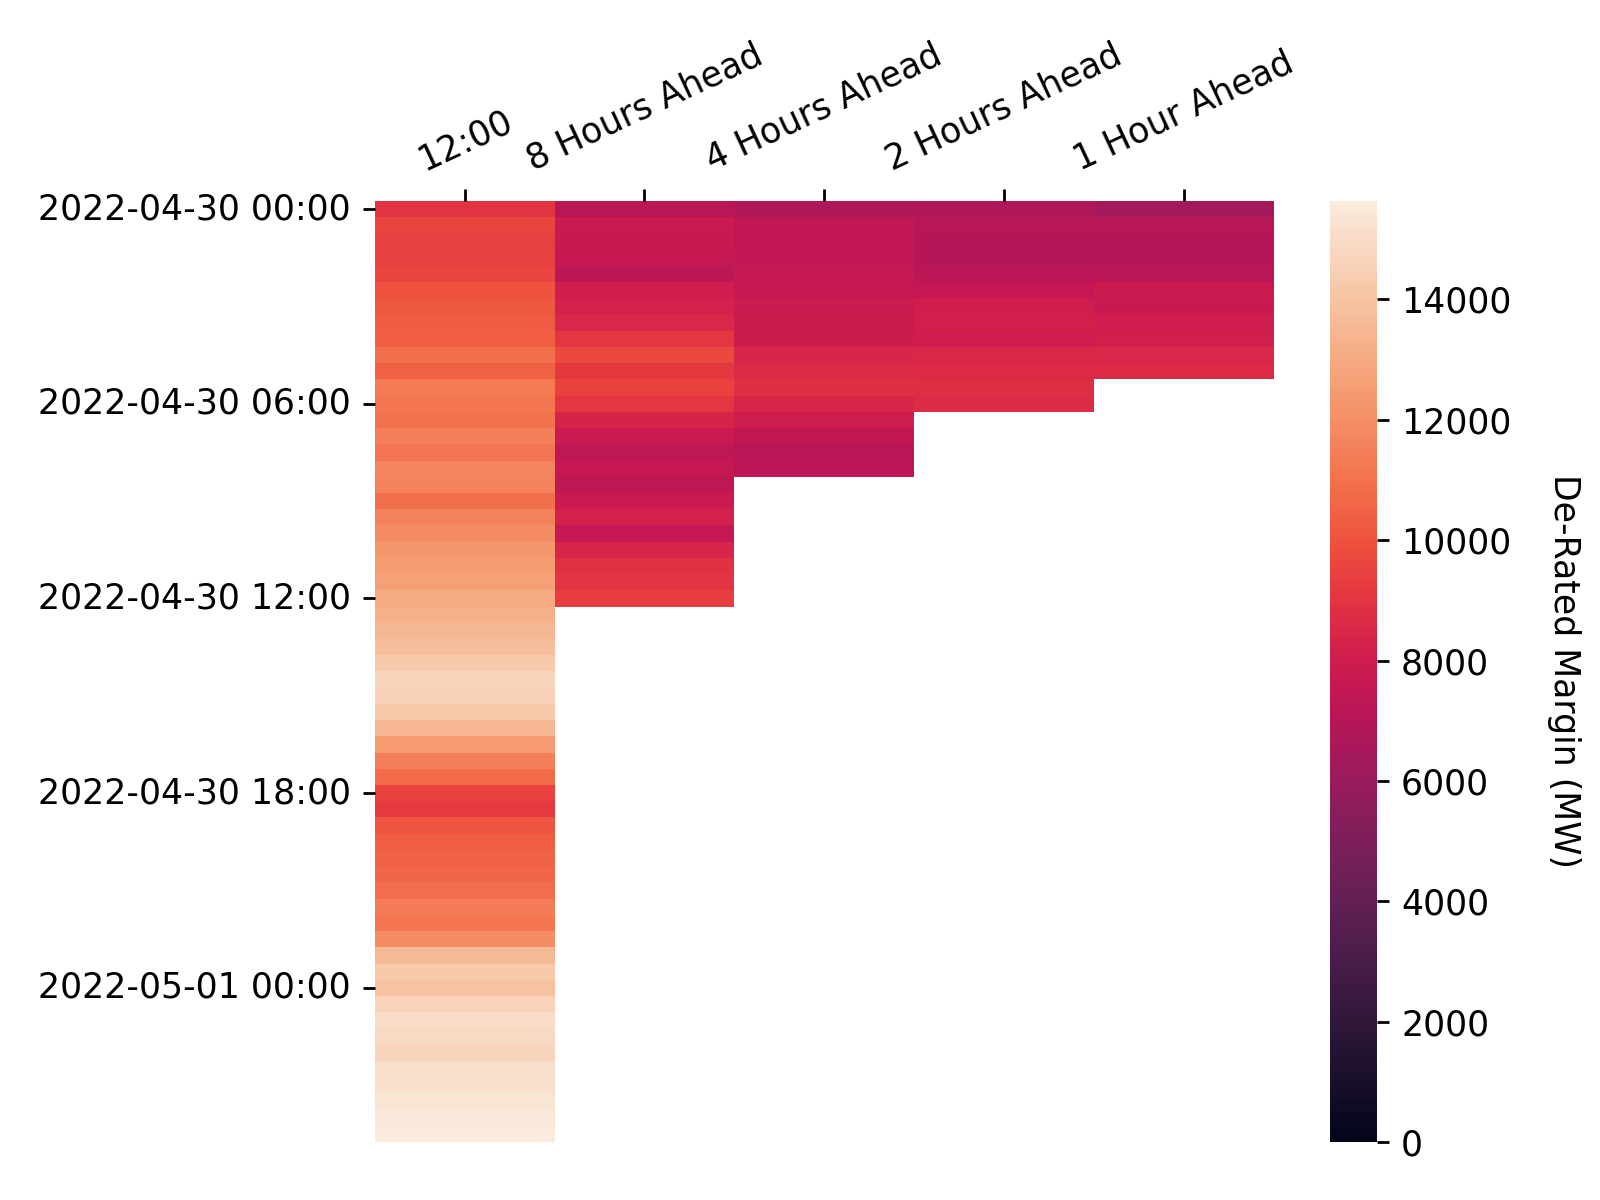 12:00
8 Hours Ahead
4 Hours Ahead
2 Hours Ahead
1 Hour Ahead
2022-04-30 00:00
2022-04-30 06:00
2022-04-30 12:00
2022-04-30 18:00
2022-05-01 00:00
14000
12000
10000
8000
6000
4000
2000
0
De-Rated Margin (MW)